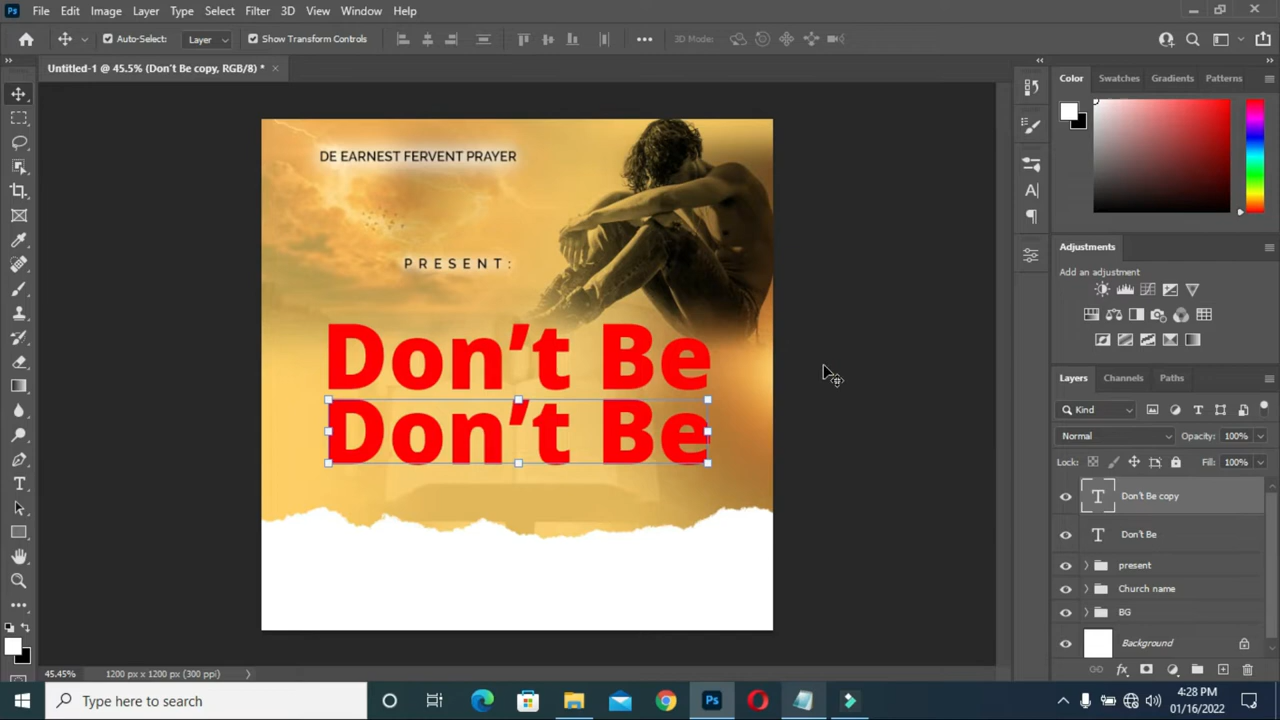 Ps File Edit Image Layer Type Select Filter 3D View Window Help
Auto-Select: Layer Show Transform Controls 3D Mode:
Untitled-1 @ 45.5% (Don't Be copy, RGB/8) *
DE EARNEST FERVENT PRAYER
PRESENT:
Don't Be
Don't Be
45.45% 1200 px x 1200 px (300 ppi)
Color Swatches Gradients Patterns
Adjustments
Add an adjustment
Layers Channels Paths
Kind
Normal Opacity: 100%
Lock: Fill: 100%
T Don't Be copy
T Don't Be
present
Church name
BG
Background
Type here to search
Ps
4:28 PM
01/16/2022